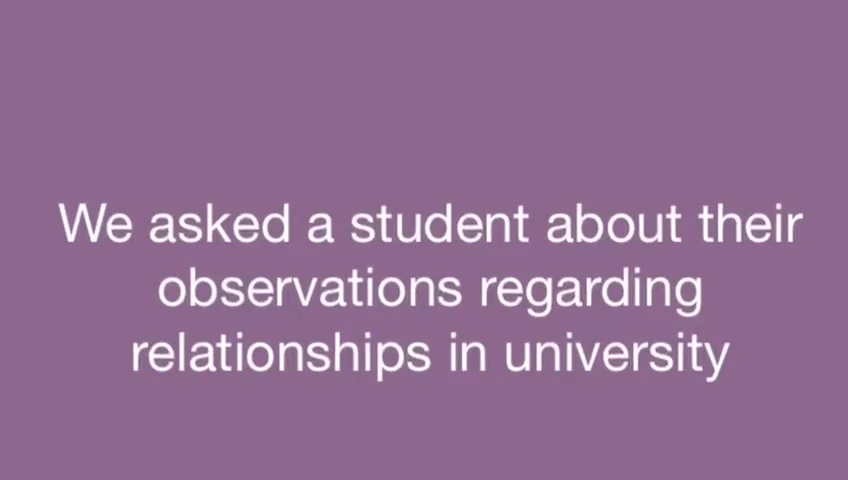 We asked a student about their
observations regarding
relationships in university